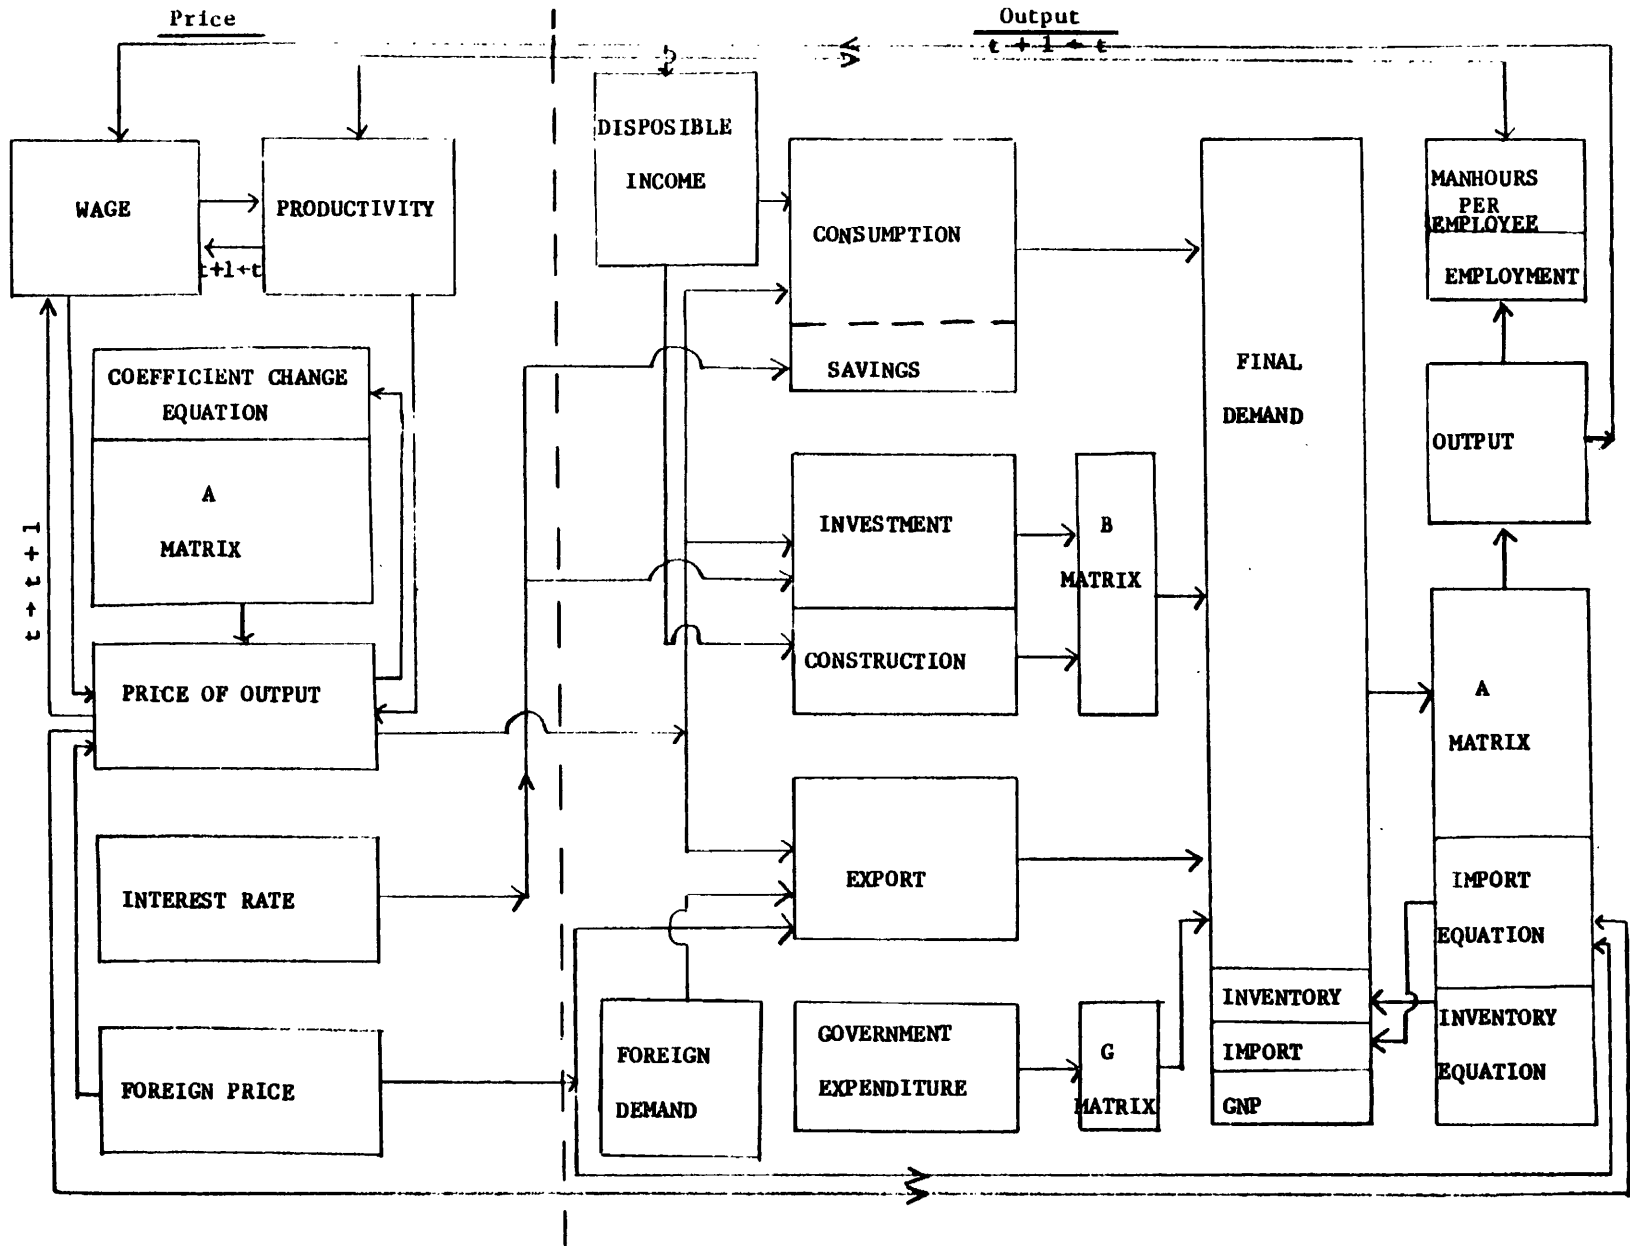 Price
Output
t + 1 ← t
DISPOSIBLE
INCOME
WAGE
PRODUCTIVITY
t+1←t
CONSUMPTION
SAVINGS
FINAL
DEMAND
MANHOURS
PER
EMPLOYEE
EMPLOYMENT
COEFFICIENT CHANGE
EQUATION
A
MATRIX
OUTPUT
INVESTMENT
B
MATRIX
CONSTRUCTION
t → t + 1
PRICE OF OUTPUT
A
MATRIX
INTEREST RATE
EXPORT
IMPORT
EQUATION
FOREIGN PRICE
FOREIGN
DEMAND
GOVERNMENT
EXPENDITURE
G
MATRIX
INVENTORY
IMPORT
GNP
INVENTORY
EQUATION